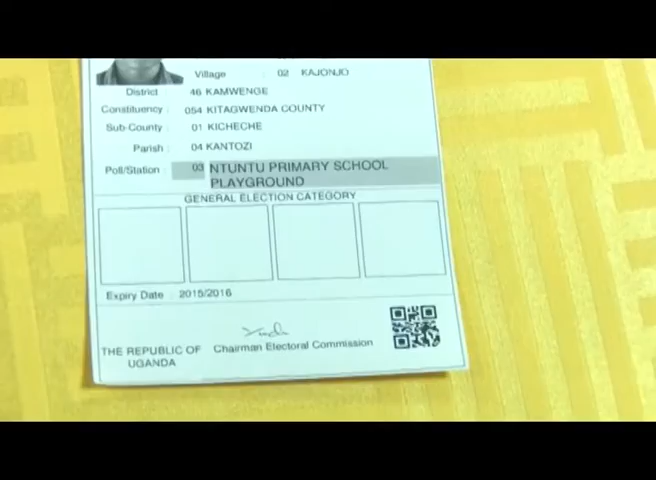 Village : 02 KAJONJO
District 46 KAMWENGE
Constituency : 054 KITAGWENDA COUNTY
Sub-County : 01 KICHECHE
Parish : 04 KANTOZI
Poll/Station : 03 NTUNTU PRIMARY SCHOOL
PLAYGROUND
GENERAL ELECTION CATEGORY
Expiry Date : 2015/2016
THE REPUBLIC OF
UGANDA
Chairman Electoral Commission